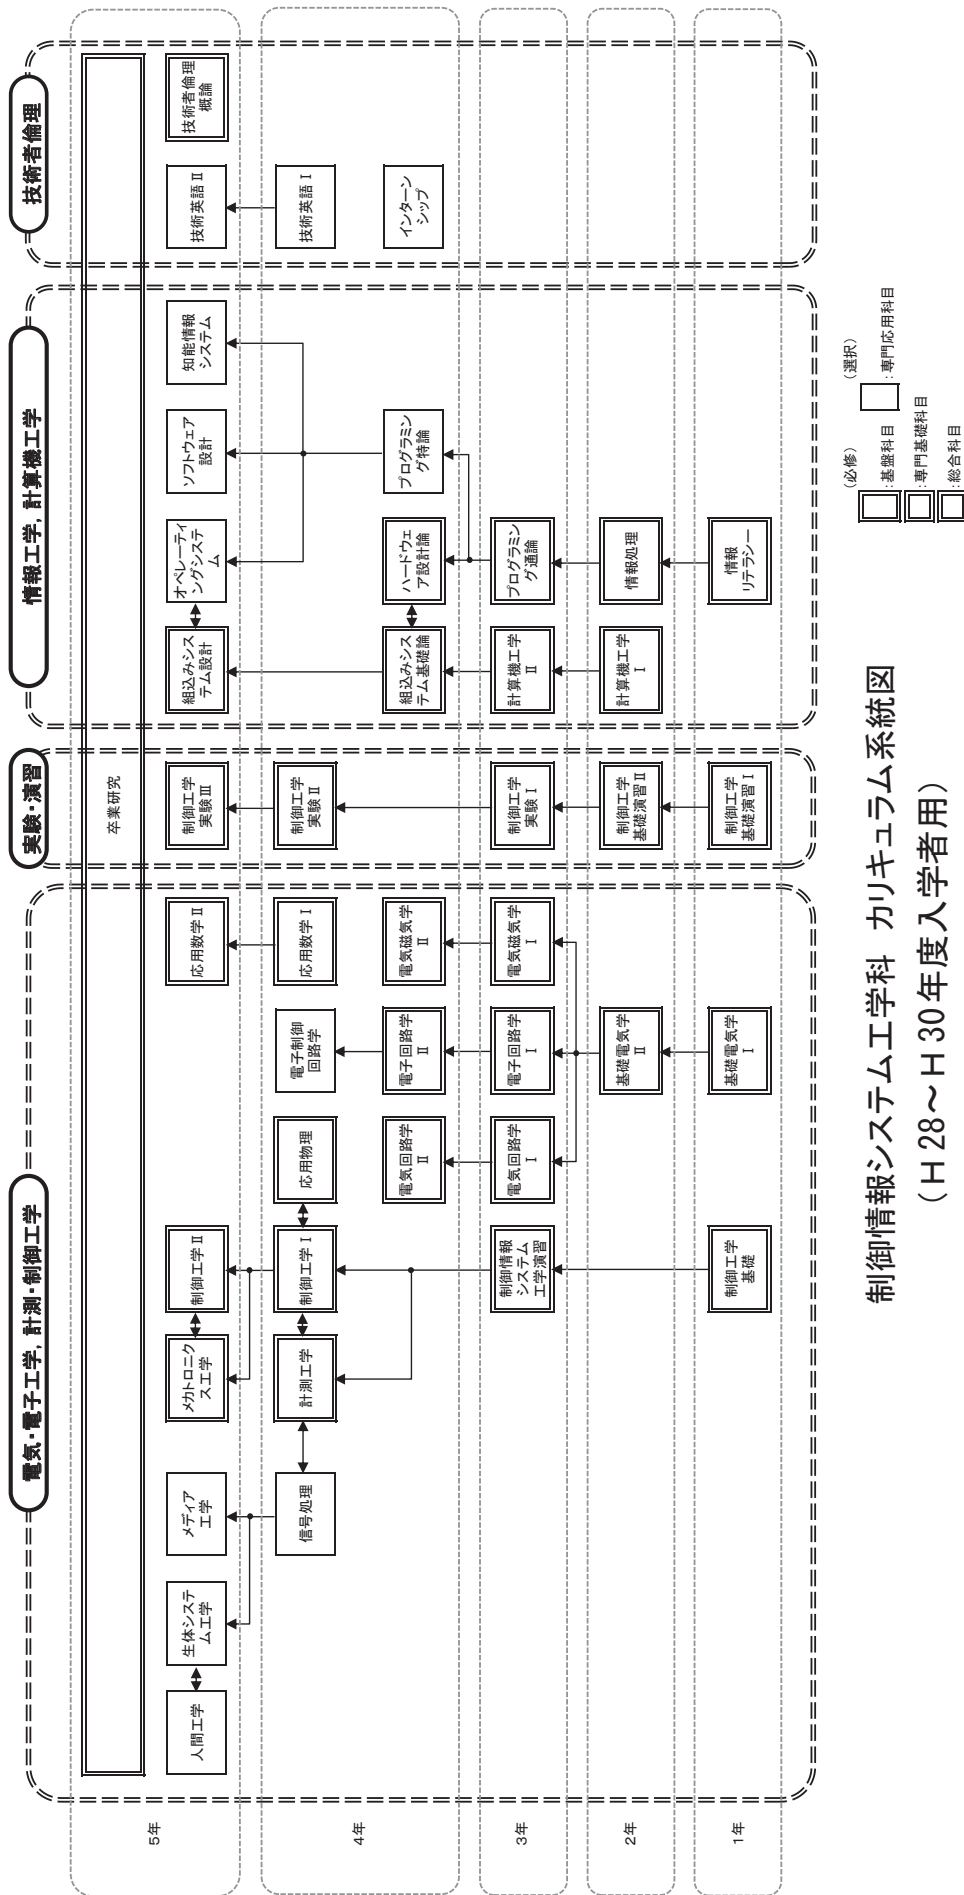 電気・電子工学, 計測・制御工学
実験・演習
情報工学, 計算機工学
技術者倫理
5年
卒業研究
人間工学
生体システ
ム工学
メディア
工学
メカトロニク
ス工学
制御工学Ⅱ
応用数学Ⅱ
制御工学
実験Ⅲ
組込みシス
テム設計
オペレーティ
ングシステ
ム
ソフトウェア
設計
知能情報
システム
技術英語Ⅱ
技術者倫理
概論
4年
信号処理
計測工学
制御工学Ⅰ
応用物理
電子制御
回路学
応用数学Ⅰ
制御工学
実験Ⅱ
技術英語Ⅰ
電気回路学
Ⅱ
電子回路学
Ⅱ
電気磁気学
Ⅱ
組込みシス
テム基礎論
ハードウェ
ア設計論
プログラミン
グ特論
インターン
シップ
3年
制御情報
システム
工学演習
電気回路学
Ⅰ
電子回路学
Ⅰ
電気磁気学
Ⅰ
制御工学
実験Ⅰ
計算機工学
Ⅱ
プログラミン
グ通論
2年
基礎電気学
Ⅱ
制御工学
基礎演習Ⅱ
計算機工学
Ⅰ
情報処理
1年
制御工学
基礎
基礎電気学
Ⅰ
制御工学
基礎演習Ⅰ
情報
リテラシー
(必修) (選択)
:基盤科目 :専門応用科目
:専門基礎科目
:総合科目
制御情報システム工学科 カリキュラム系統図
(H 28~H 30年度入学者用)